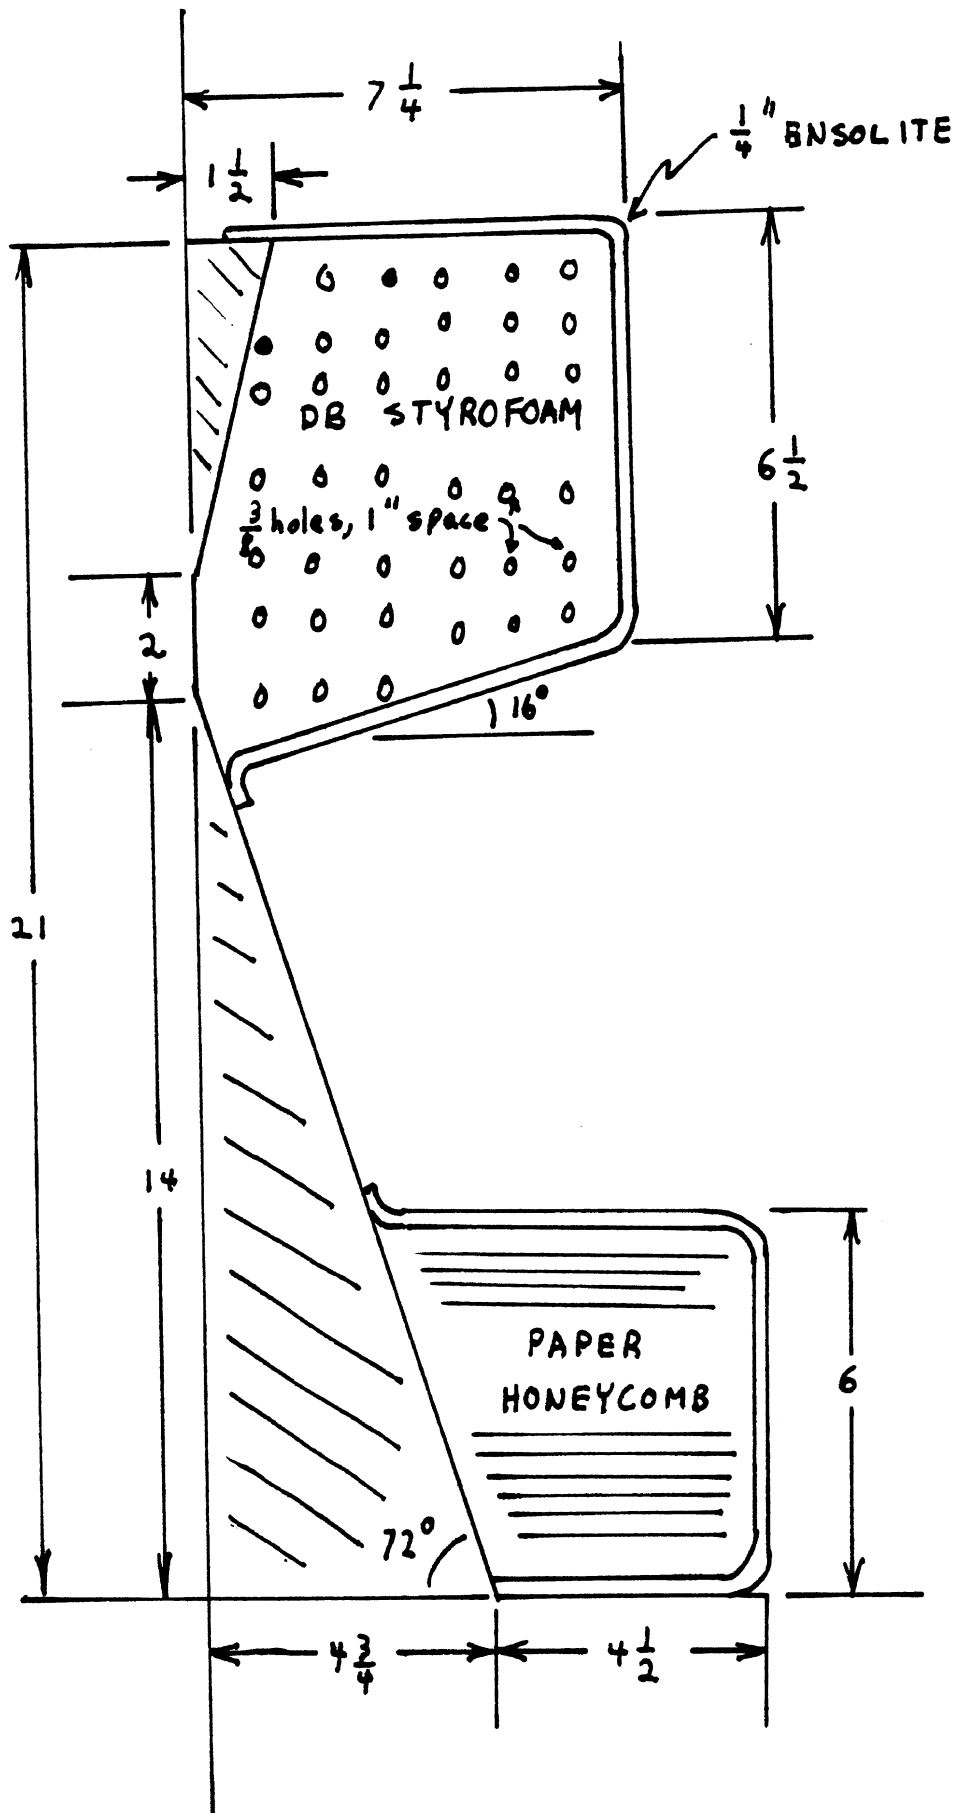 7 1/4
1/4" ENSOLITE
1 1/2
DB STYROFOAM
6 1/2
3/8 holes, 1" space
2
16°
21
14
PAPER
HONEYCOMB
6
72°
4 3/4
4 1/2